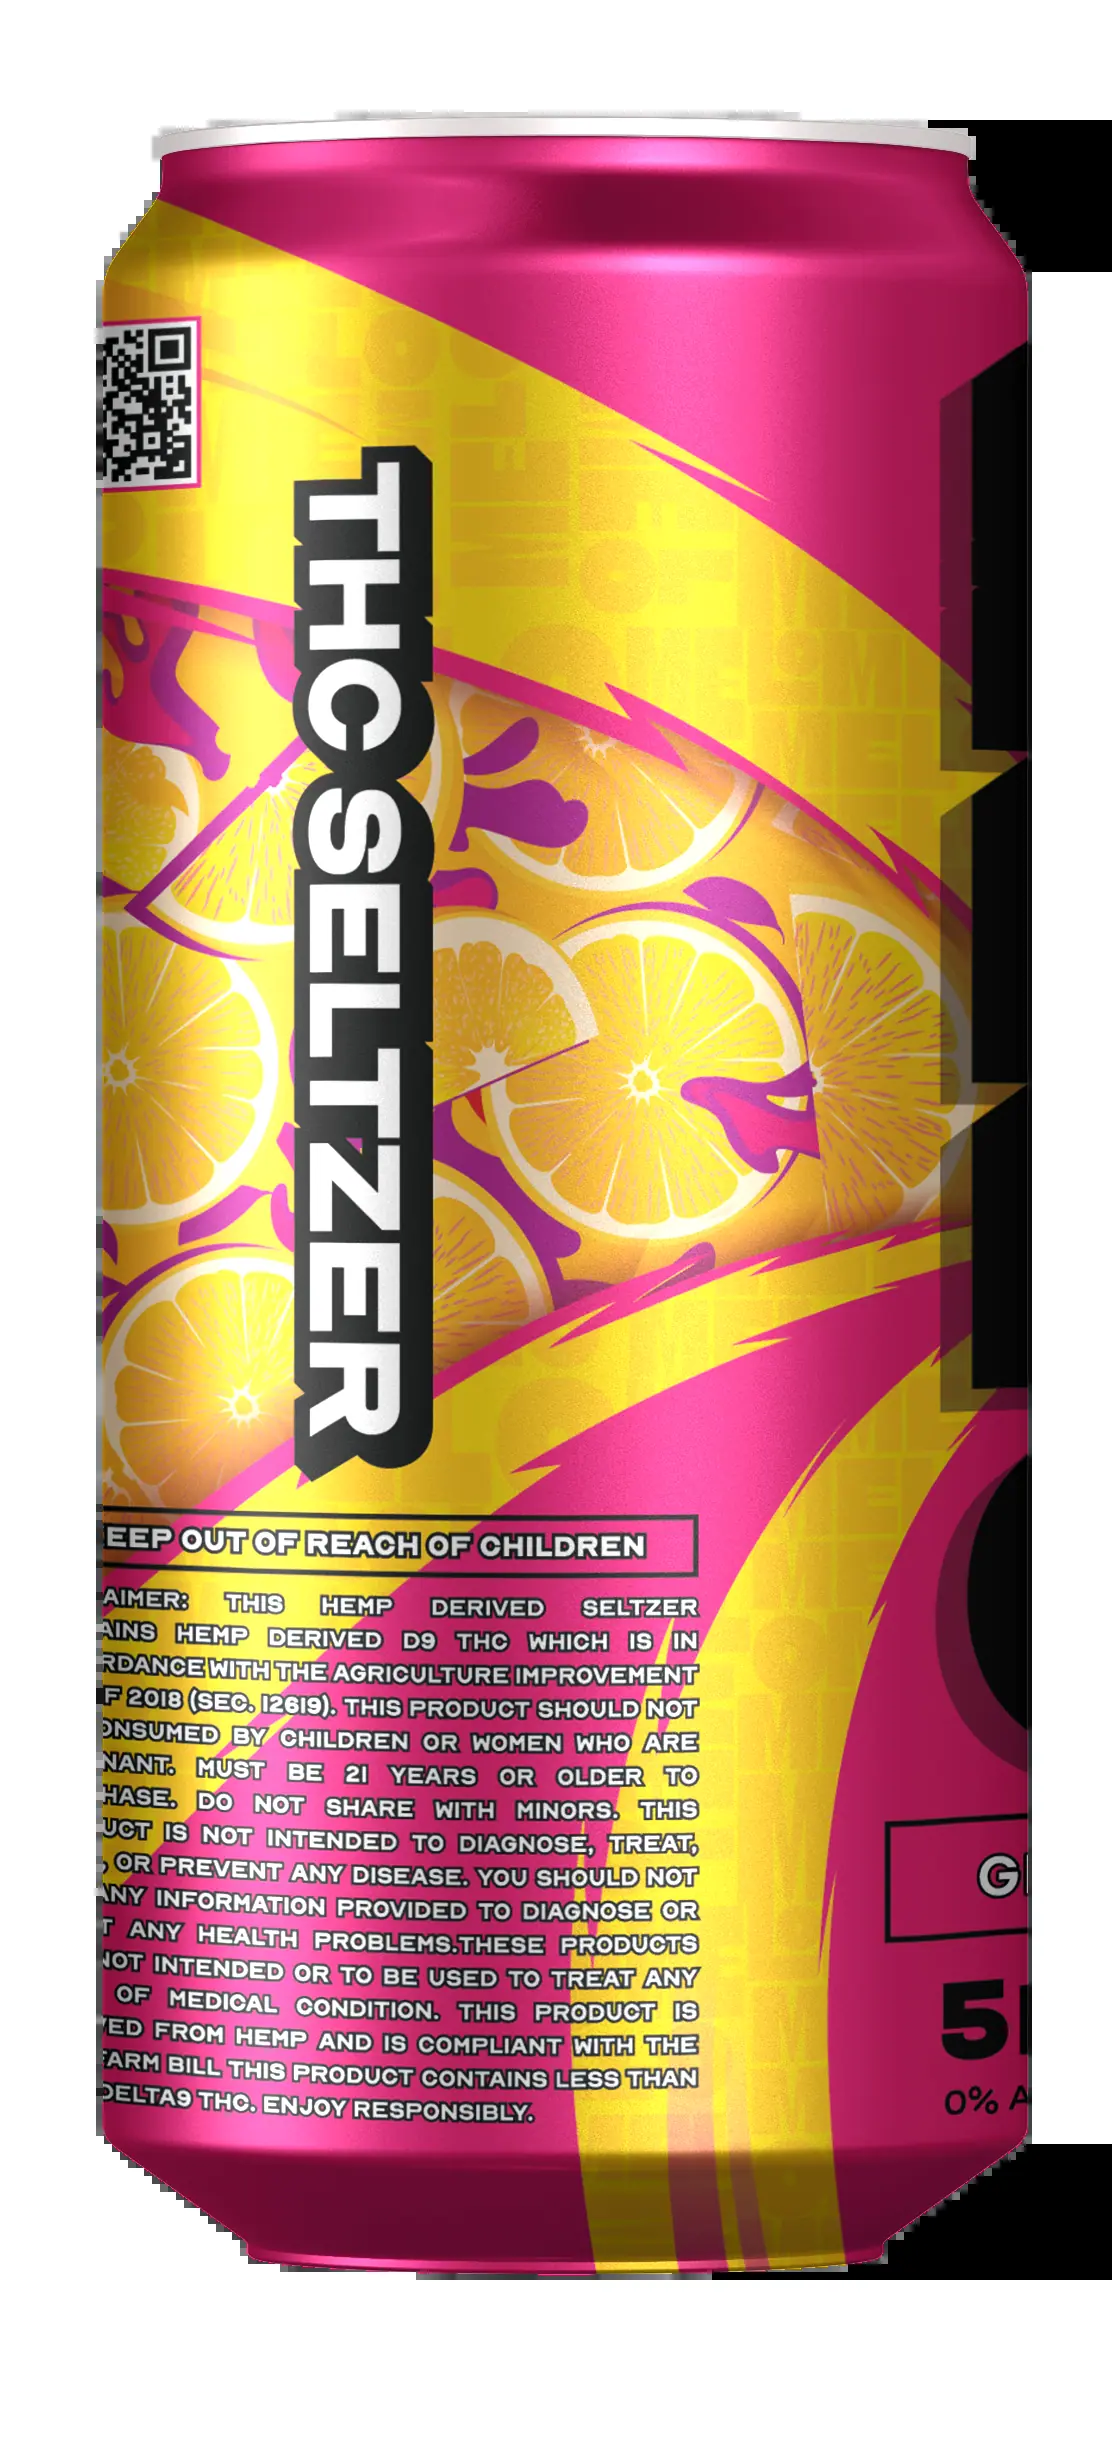 THC SELTZER
EEP OUT OF REACH OF CHILDREN
AIMER: THIS HEMP DERIVED SELTZER
AINS HEMP DERIVED D9 THC WHICH IS IN
RDANCE WITH THE AGRICULTURE IMPROVEMENT
F 2018 (SEC. 12619). THIS PRODUCT SHOULD NOT
ONSUMED BY CHILDREN OR WOMEN WHO ARE
NANT. MUST BE 21 YEARS OR OLDER TO
HASE. DO NOT SHARE WITH MINORS. THIS
UCT IS NOT INTENDED TO DIAGNOSE, TREAT,
, OR PREVENT ANY DISEASE. YOU SHOULD NOT
ANY INFORMATION PROVIDED TO DIAGNOSE OR
T ANY HEALTH PROBLEMS.THESE PRODUCTS
NOT INTENDED OR TO BE USED TO TREAT ANY
OF MEDICAL CONDITION. THIS PRODUCT IS
VED FROM HEMP AND IS COMPLIANT WITH THE
FARM BILL THIS PRODUCT CONTAINS LESS THAN
DELTA9 THC. ENJOY RESPONSIBLY.
G
5
0% A